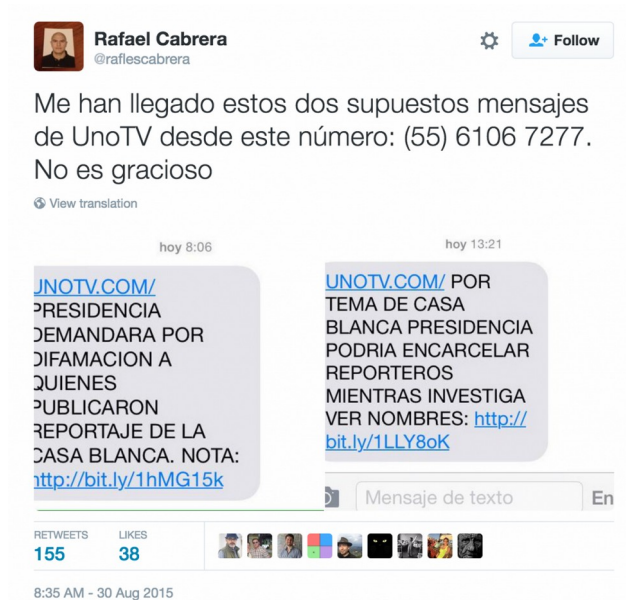 Rafael Cabrera
@raflescabrera
Follow
Me han llegado estos dos supuestos mensajes
de UnoTV desde este número: (55) 6106 7277.
No es gracioso
View translation
hoy 8:06
UNOTV.COM/
PRESIDENCIA
DEMANDARA POR
DIFAMACION A
QUIENES
PUBLICARON
REPORTAJE DE LA
CASA BLANCA. NOTA:
http://bit.ly/1hMG15k
hoy 13:21
UNOTV.COM/ POR
TEMA DE CASA
BLANCA PRESIDENCIA
PODRIA ENCARCELAR
REPORTEROS
MIENTRAS INVESTIGA
VER NOMBRES: http://
bit.ly/1LLY8oK
Mensaje de texto
En
RETWEETS
155
LIKES
38
8:35 AM - 30 Aug 2015